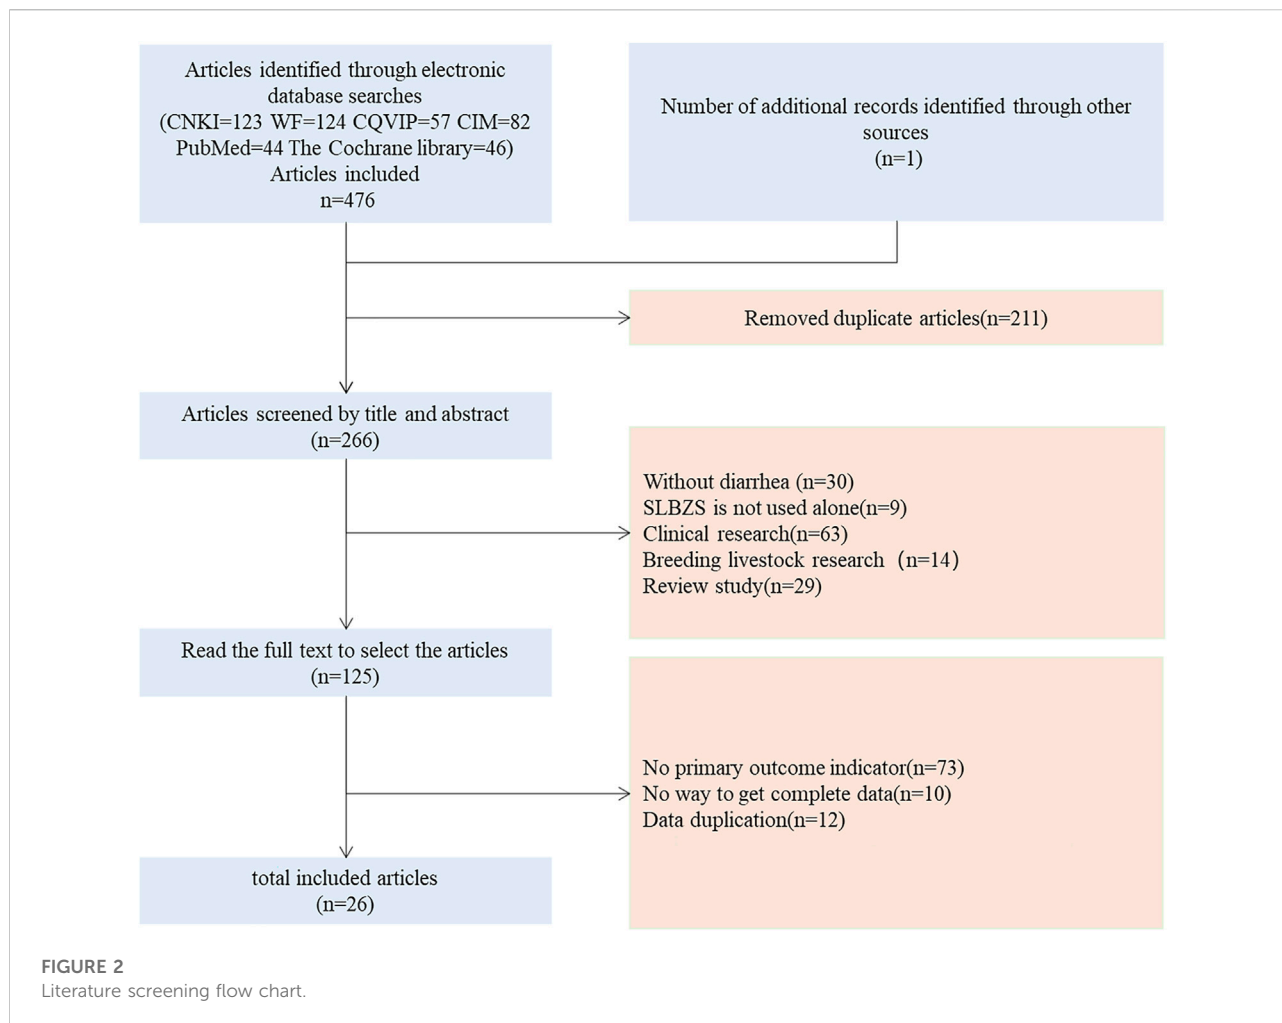 Articles identified through electronic
database searches
(CNKI=123 WF=124 CQVIP=57 CIM=82
PubMed=44 The Cochrane library=46)
Articles included
n=476
Number of additional records identified through other
sources
(n=1)
Removed duplicate articles(n=211)
Articles screened by title and abstract
(n=266)
Without diarrhea (n=30)
SLBZS is not used alone(n=9)
Clinical research(n=63)
Breeding livestock research (n=14)
Review study(n=29)
Read the full text to select the articles
(n=125)
No primary outcome indicator(n=73)
No way to get complete data(n=10)
Data duplication(n=12)
total included articles
(n=26)
FIGURE 2
Literature screening flow chart.